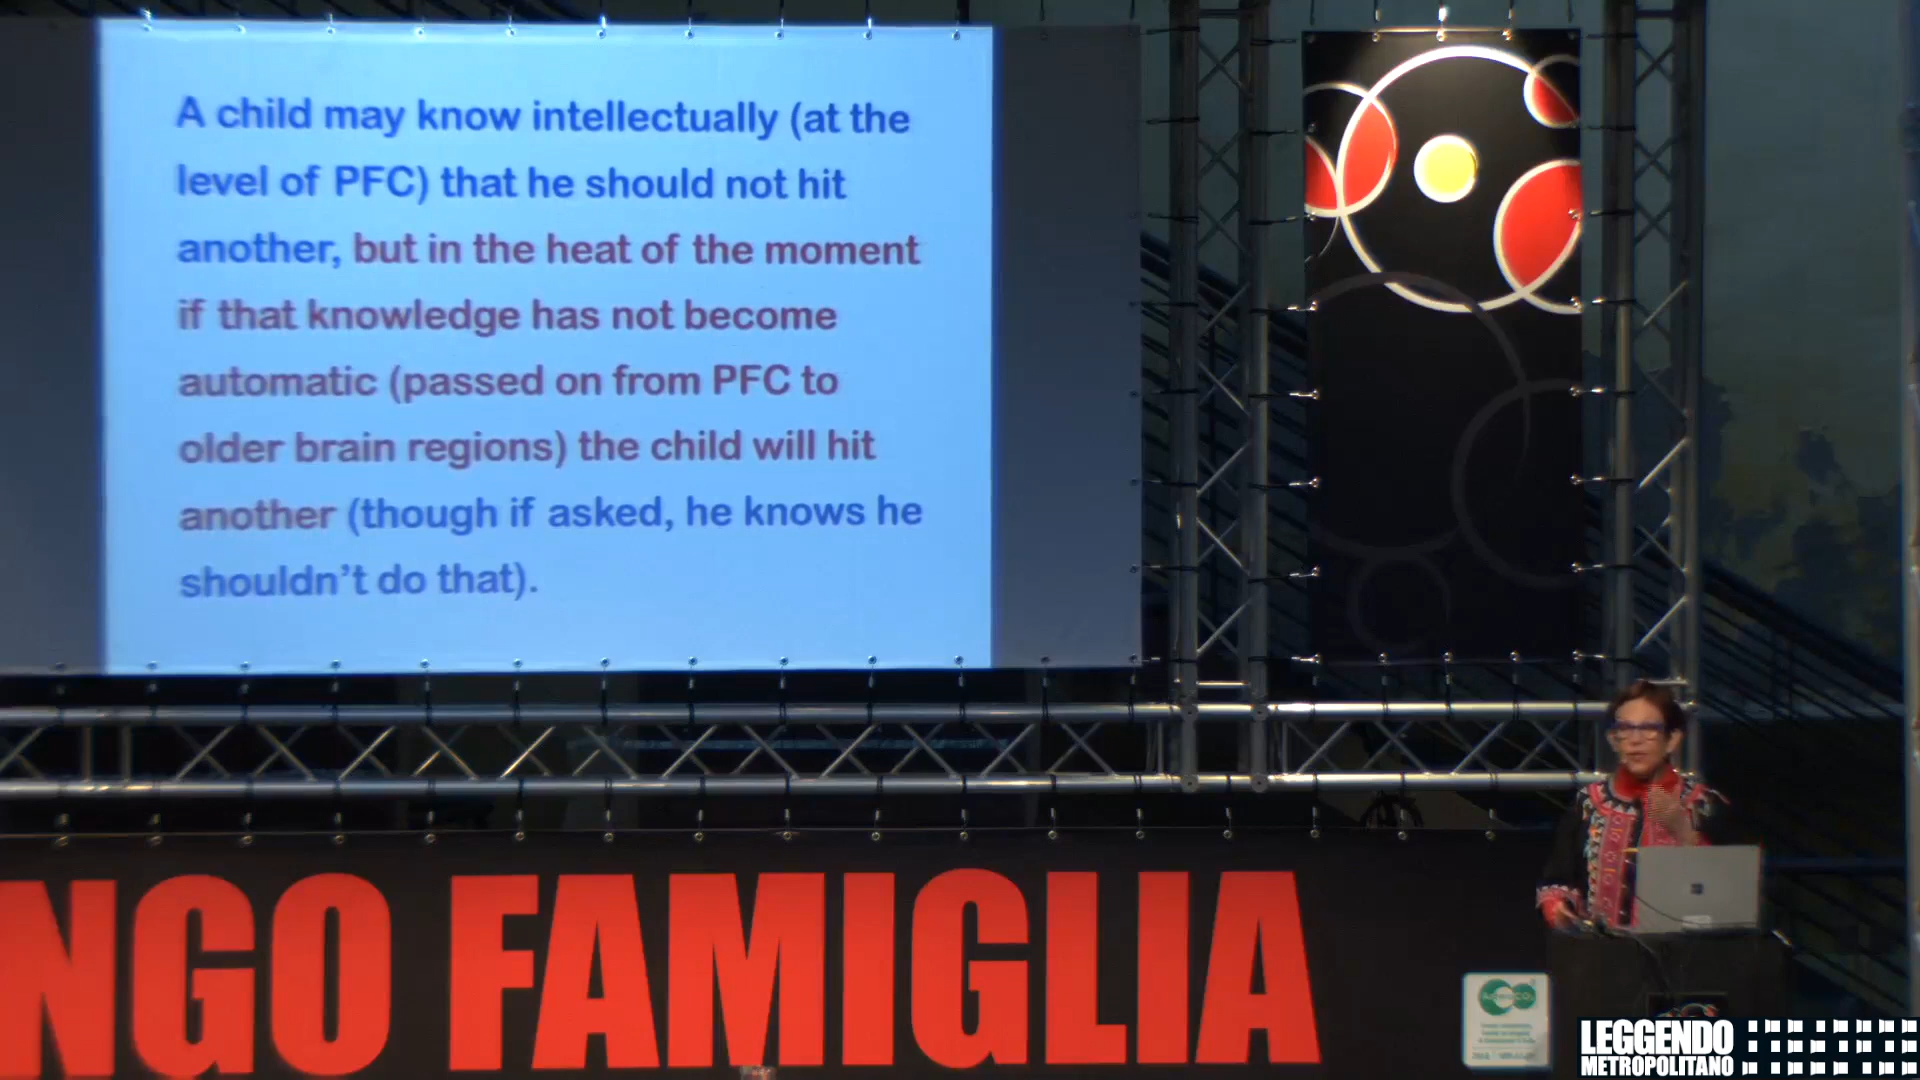 A child may know intellectually (at the
level of PFC) that he should not hit
another, but in the heat of the moment
if that knowledge has not become
automatic (passed on from PFC to
older brain regions) the child will hit
another (though if asked, he knows he
shouldn't do that).
NGO FAMIGLIA
LEGGENDO
METROPOLITANO